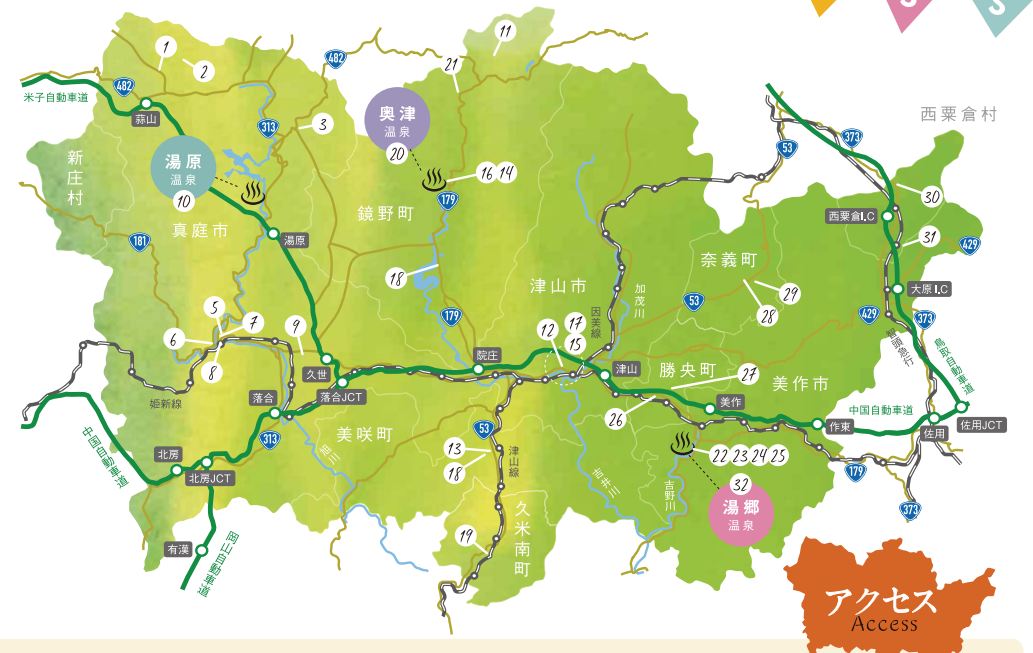 S
S
11
1
2
482
21
482
米子自動車道
蒜山
313
3
奥津
温泉
20
西粟倉村
373
53
新庄村
湯原
温泉
10
16 14
179
30
鏡野町
西粟倉I.C
真庭市
181
湯原
31
429
奈義町
18
津山市
29
大原I.C
加茂川
53
28
因美線
5
7
9
17
12
15
179
429
373
智頭急行
鳥取自動車道
6
8
院庄
久世
津山
勝央町
27
落合JCT
美作市
姫新線
落合
美作
中国自動車道
26
作東
佐用
佐用JCT
313
旭川
美咲町
53
13
18
津山線
中国自動車道
北房
北房JCT
22 23 24 25
吉井川
吉野川
179
32
湯郷
温泉
373
久米南町
19
有漢
岡山自動車道
アクセス
Access